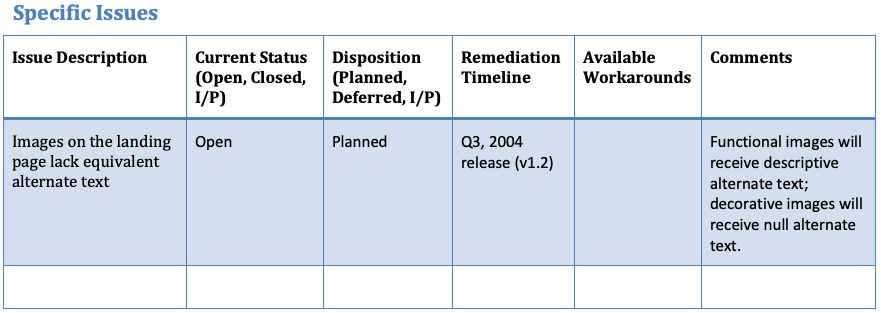 Specific Issues
Issue Description
Current Status
(Open, Closed,
I/P)
Disposition
(Planned,
Deferred, I/P)
Remediation
Timeline
Available
Workarounds
Comments
Images on the landing
page lack equivalent
alternate text
Open
Planned
Q3, 2004
release (v1.2)
Functional images will
receive descriptive
alternate text;
decorative images will
receive null alternate
text.